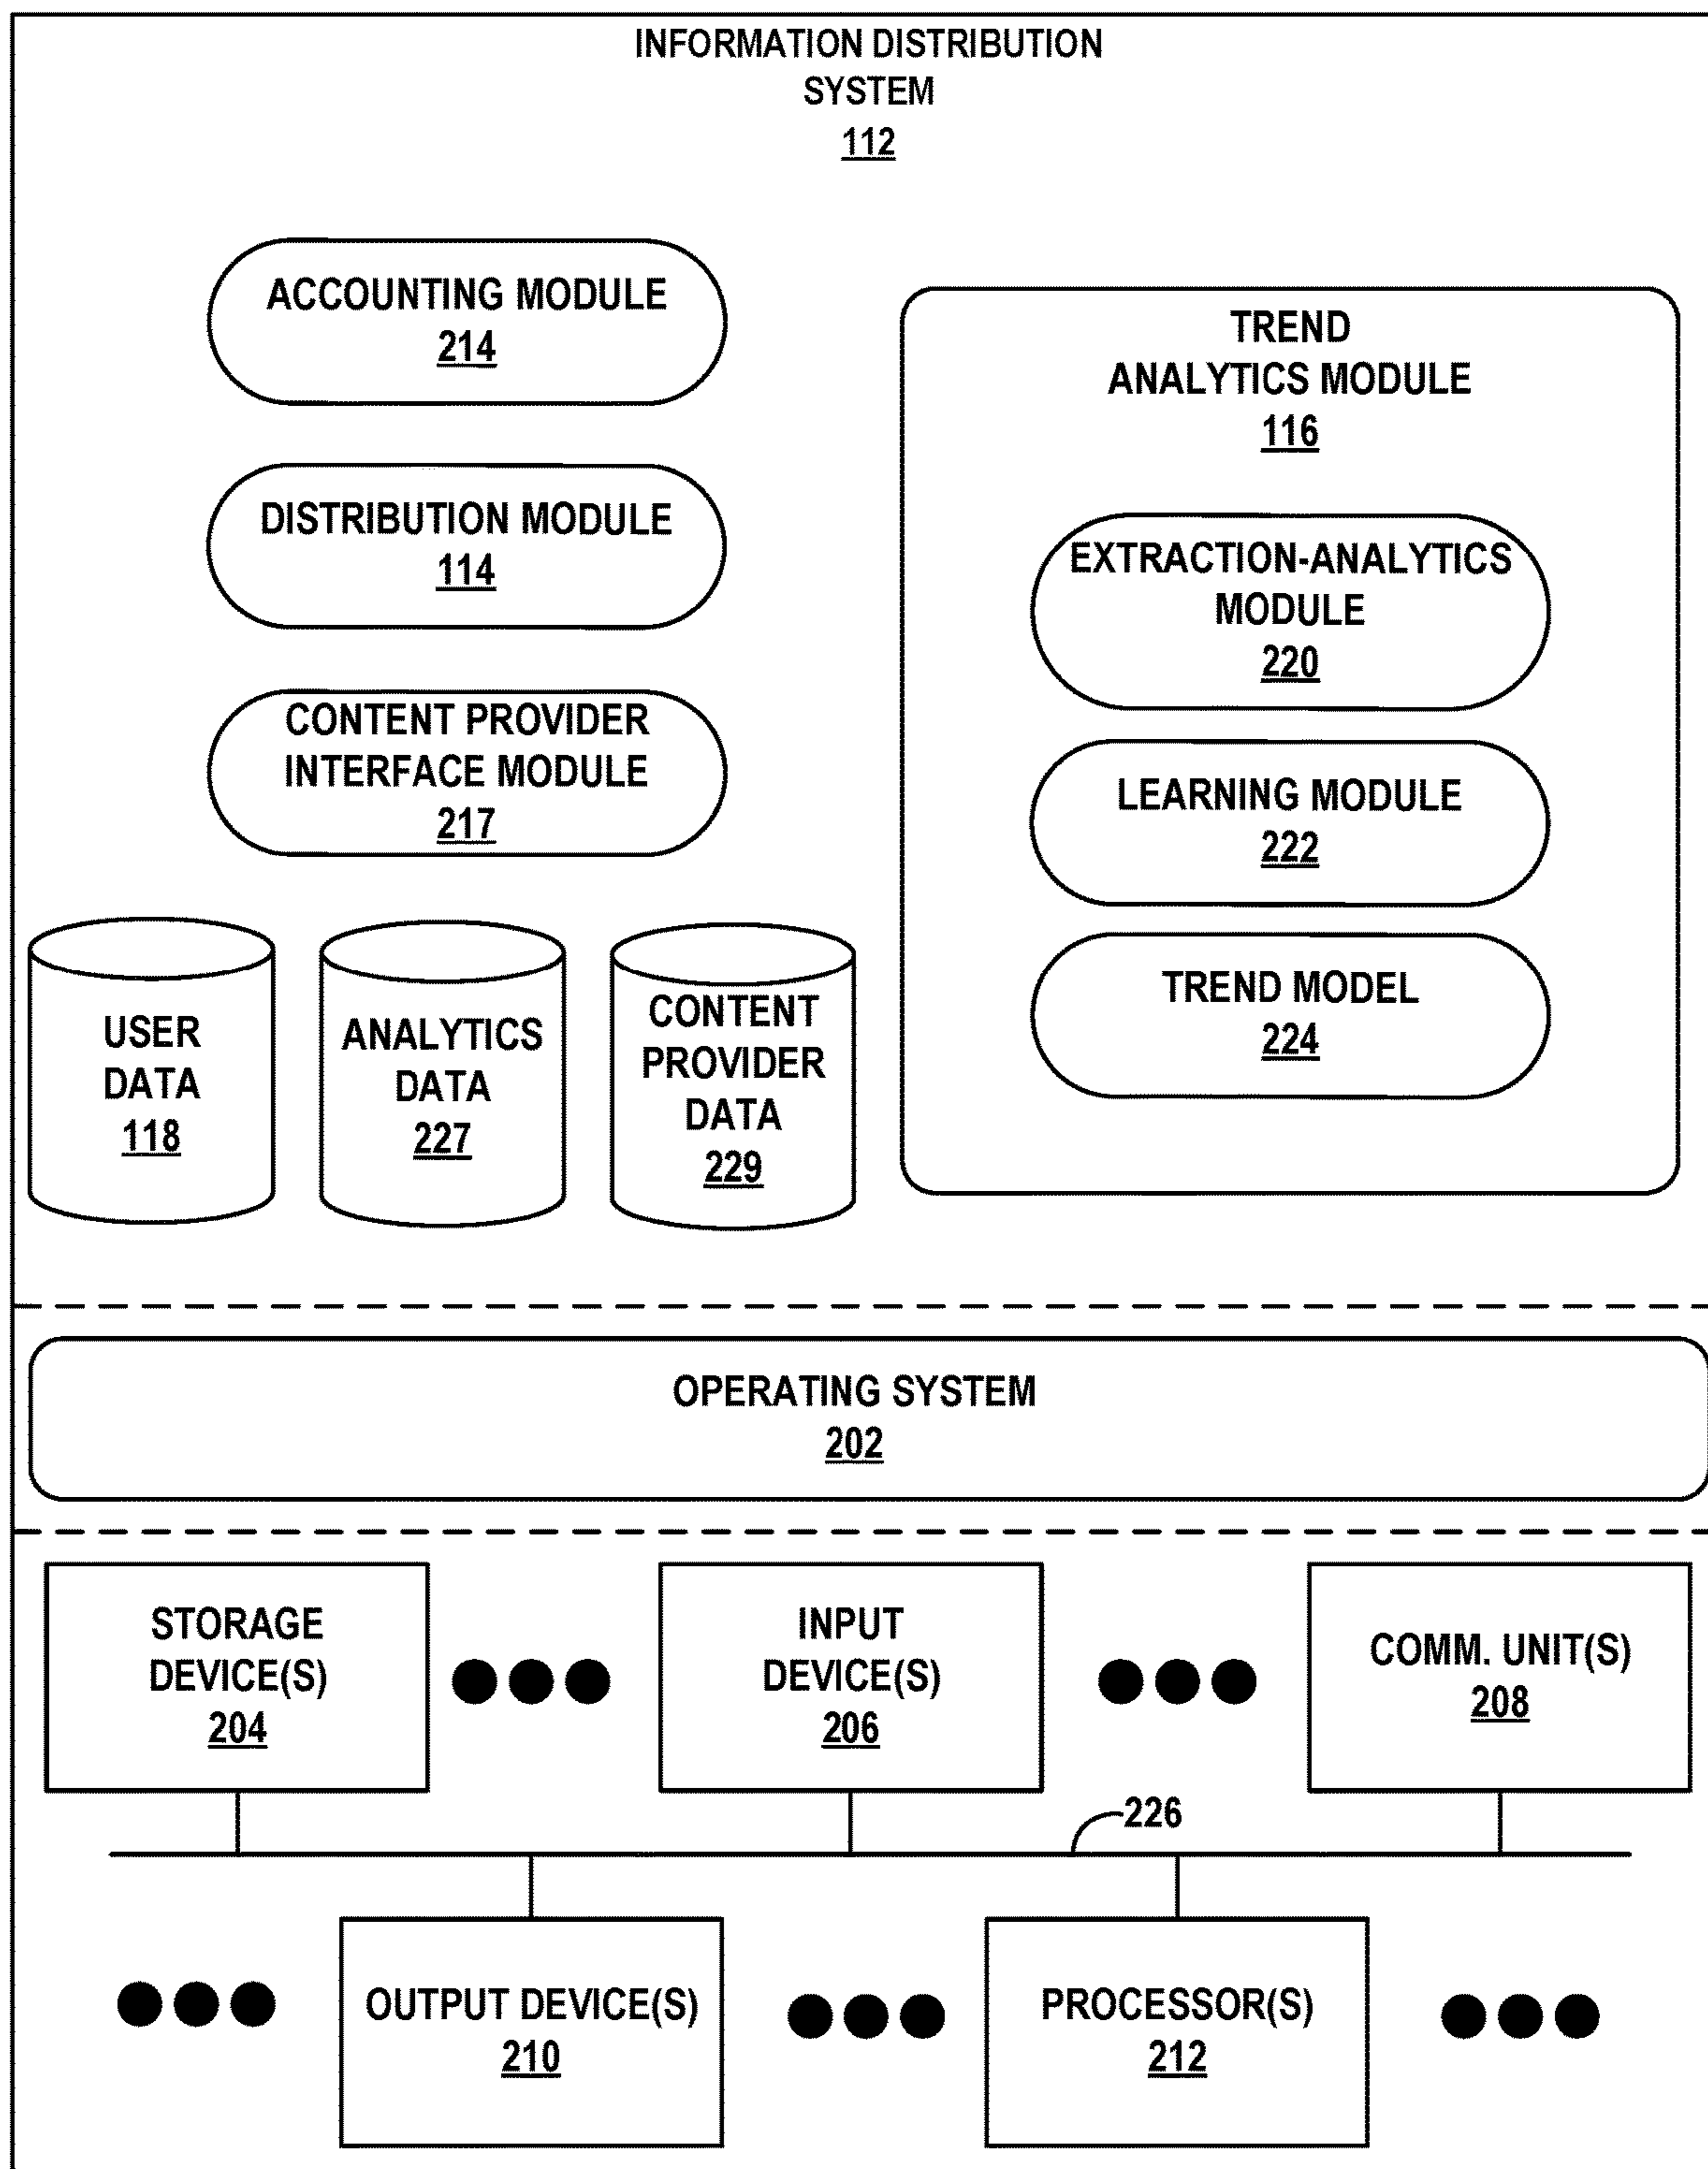 INFORMATION DISTRIBUTION
SYSTEM
112
ACCOUNTING MODULE
214
DISTRIBUTION MODULE
114
CONTENT PROVIDER
INTERFACE MODULE
217
TREND
ANALYTICS MODULE
116
EXTRACTION-ANALYTICS
MODULE
220
LEARNING MODULE
222
TREND MODEL
224
USER
DATA
118
ANALYTICS
DATA
227
CONTENT
PROVIDER
DATA
229
OPERATING SYSTEM
202
STORAGE
DEVICE(S)
204
INPUT
DEVICE(S)
206
COMM. UNIT(S)
208
226
OUTPUT DEVICE(S)
210
PROCESSOR(S)
212